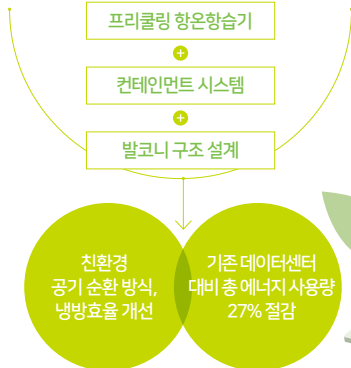 프리쿨링 항온항습기
+
컨테인먼트 시스템
+
발코니 구조 설계
친환경
공기 순환 방식,
냉방효율 개선
기존 데이터센터
대비 총 에너지 사용량
27% 절감